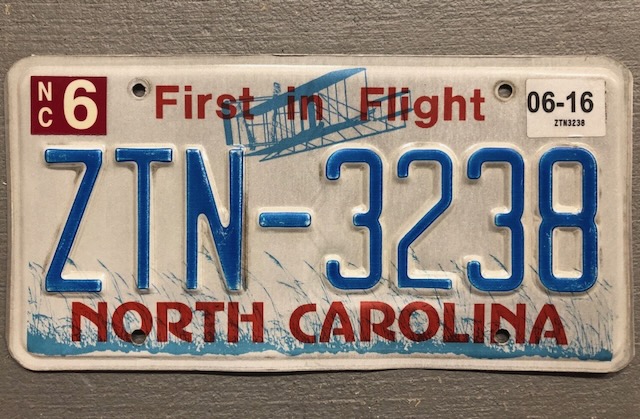 NC 6
First in Flight
06-16
ZTN3238
ZTN-3238
NORTH CAROLINA